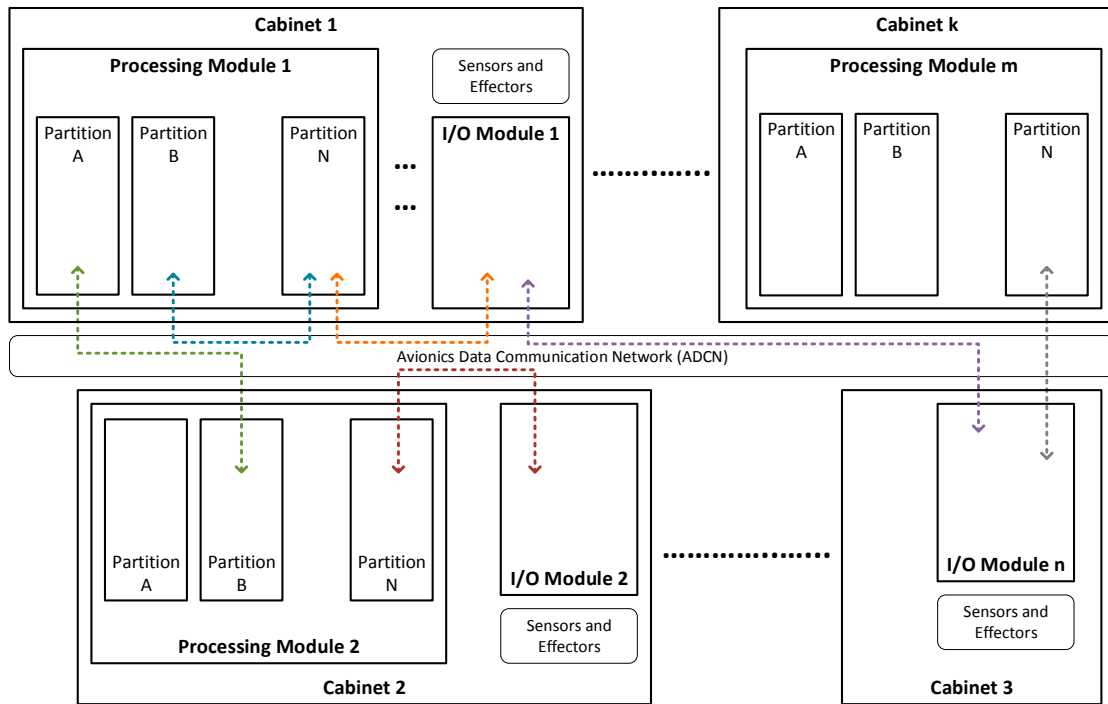 Cabinet 1
Processing Module 1
Partition
A
Partition
B
Partition
N
...
...
Sensors and
Effectors
I/O Module 1
Cabinet k
Processing Module m
Partition
A
Partition
B
Partition
N
Avionics Data Communication Network (ADCN)
Partition
A
Partition
B
Partition
N
Processing Module 2
I/O Module 2
Sensors and
Effectors
Cabinet 2
I/O Module n
Sensors and
Effectors
Cabinet 3